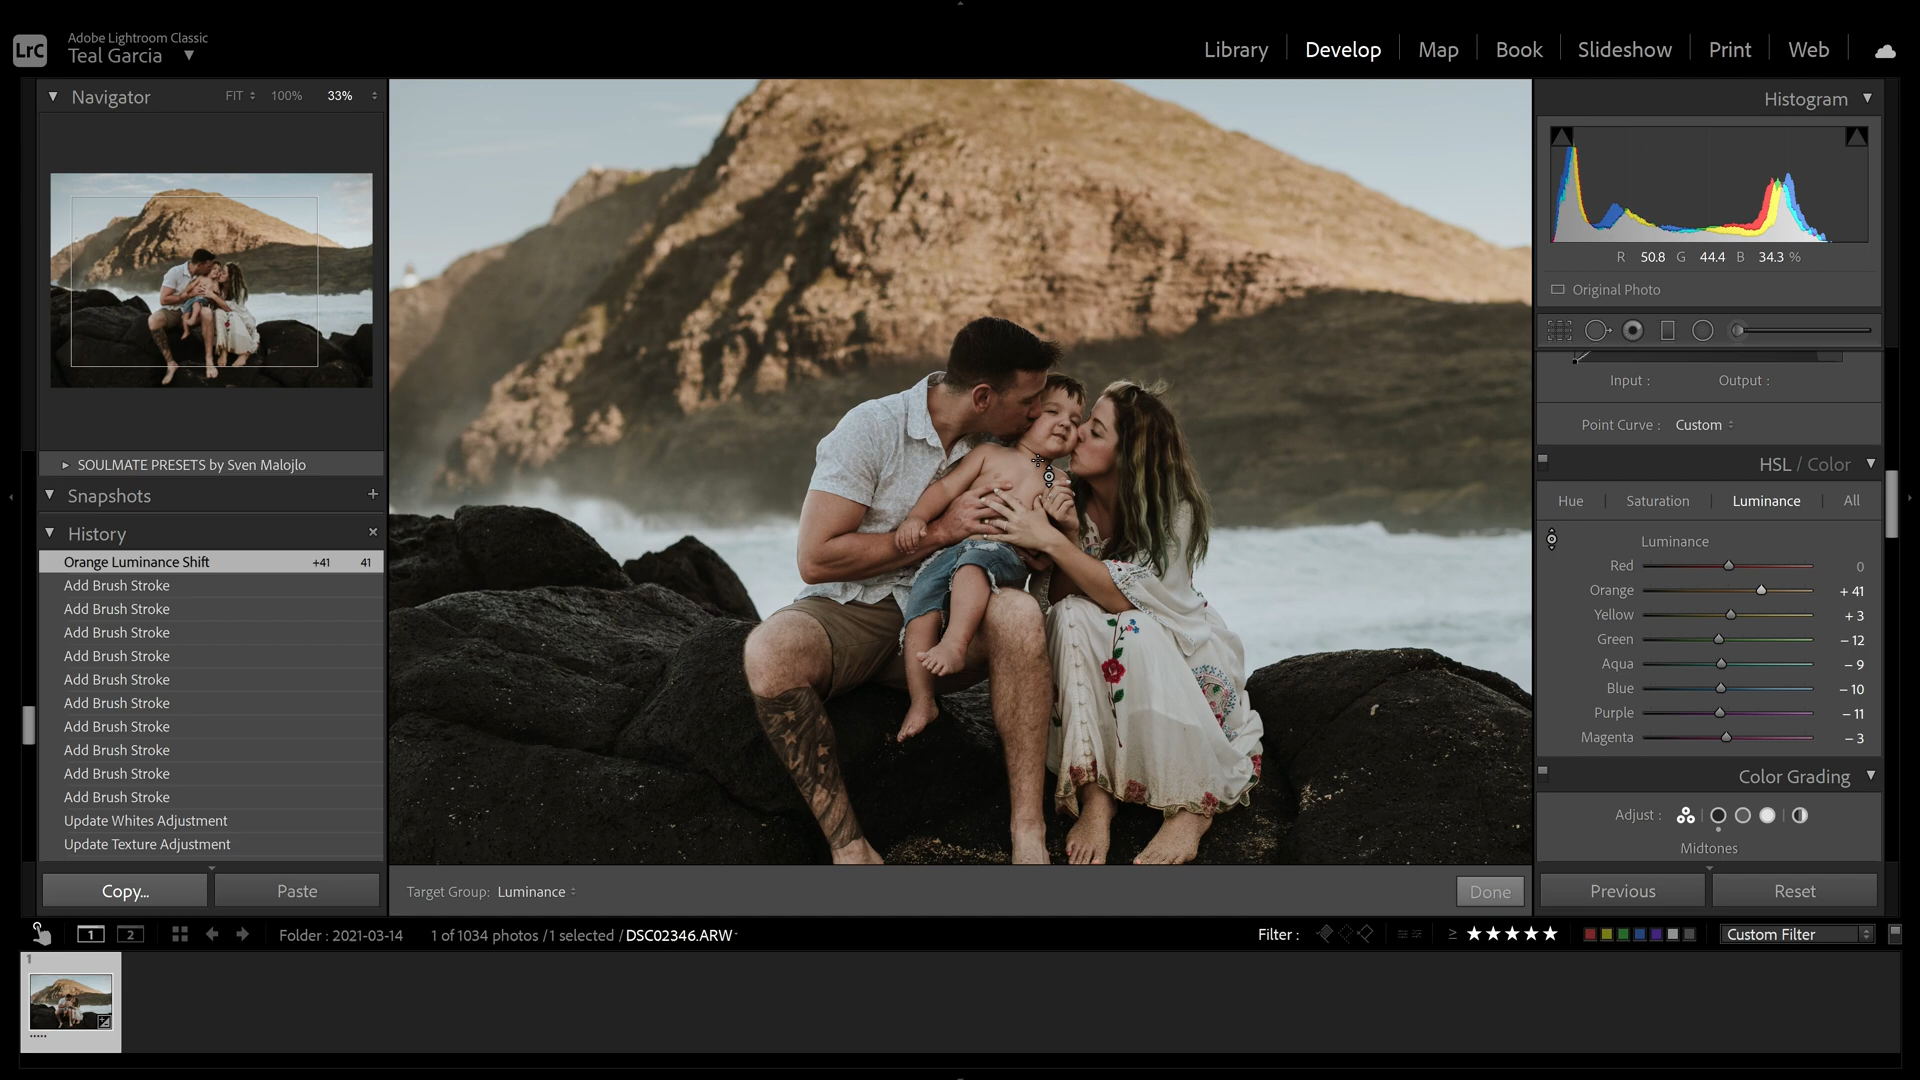 LrC
Adobe Lightroom Classic
Teal Garcia
Library
Develop
Map
Book
Slideshow
Print
Web
Navigator
FIT
100%
33%
SOULMATE PRESETS by Sven Malojlo
Snapshots
+
History
×
Orange Luminance Shift +41 41
Add Brush Stroke
Add Brush Stroke
Add Brush Stroke
Add Brush Stroke
Add Brush Stroke
Add Brush Stroke
Add Brush Stroke
Add Brush Stroke
Add Brush Stroke
Add Brush Stroke
Update Whites Adjustment
Update Texture Adjustment
Copy...
Paste
Target Group: Luminance
Done
Histogram
R 50.8 G 44.4 B 34.3 %
Original Photo
Input : Output :
Point Curve : Custom
HSL / Color
Hue Saturation Luminance All
Luminance
Red 0
Orange + 41
Yellow + 3
Green – 12
Aqua – 9
Blue – 10
Purple – 11
Magenta – 3
Color Grading
Adjust :
Midtones
Previous
Reset
1
2
Folder : 2021-03-14
1 of 1034 photos /1 selected /DSC02346.ARW
Filter :
≥ ★★★★★
Custom Filter
1